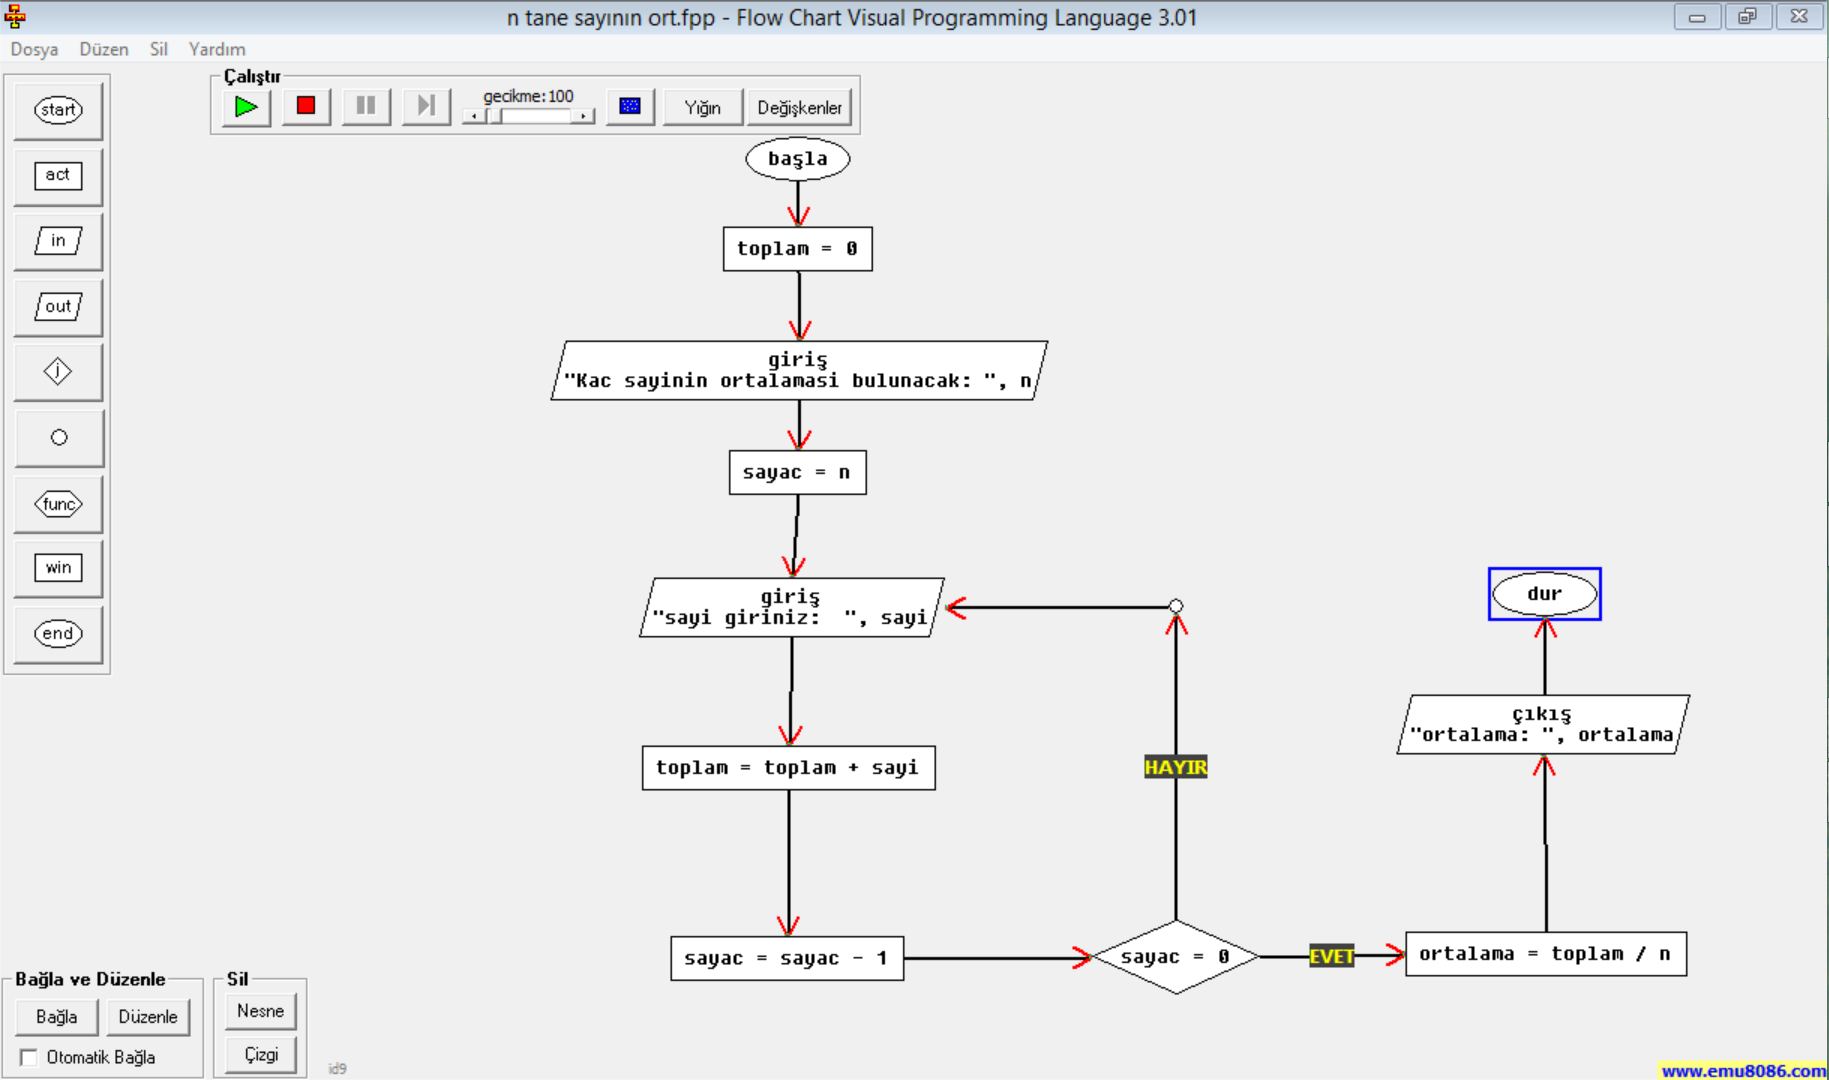 n tane sayının ort.fpp - Flow Chart Visual Programming Language 3.01
Dosya Düzen Sil Yardım
Çalıştır
gecikme:100
Yığın
Değişkenler
start
act
in
out
j
func
win
end
başla
toplam = 0
giriş
"Kac sayinin ortalamasi bulunacak: ", n
sayac = n
giriş
"sayi giriniz:  ", sayi
toplam = toplam + sayi
sayac = sayac - 1
sayac = 0
HAYIR
EVET
ortalama = toplam / n
çıkış
"ortalama: ", ortalama
dur
Bağla ve Düzenle
Bağla
Düzenle
Otomatik Bağla
Sil
Nesne
Çizgi
id9
www.emu8086.com